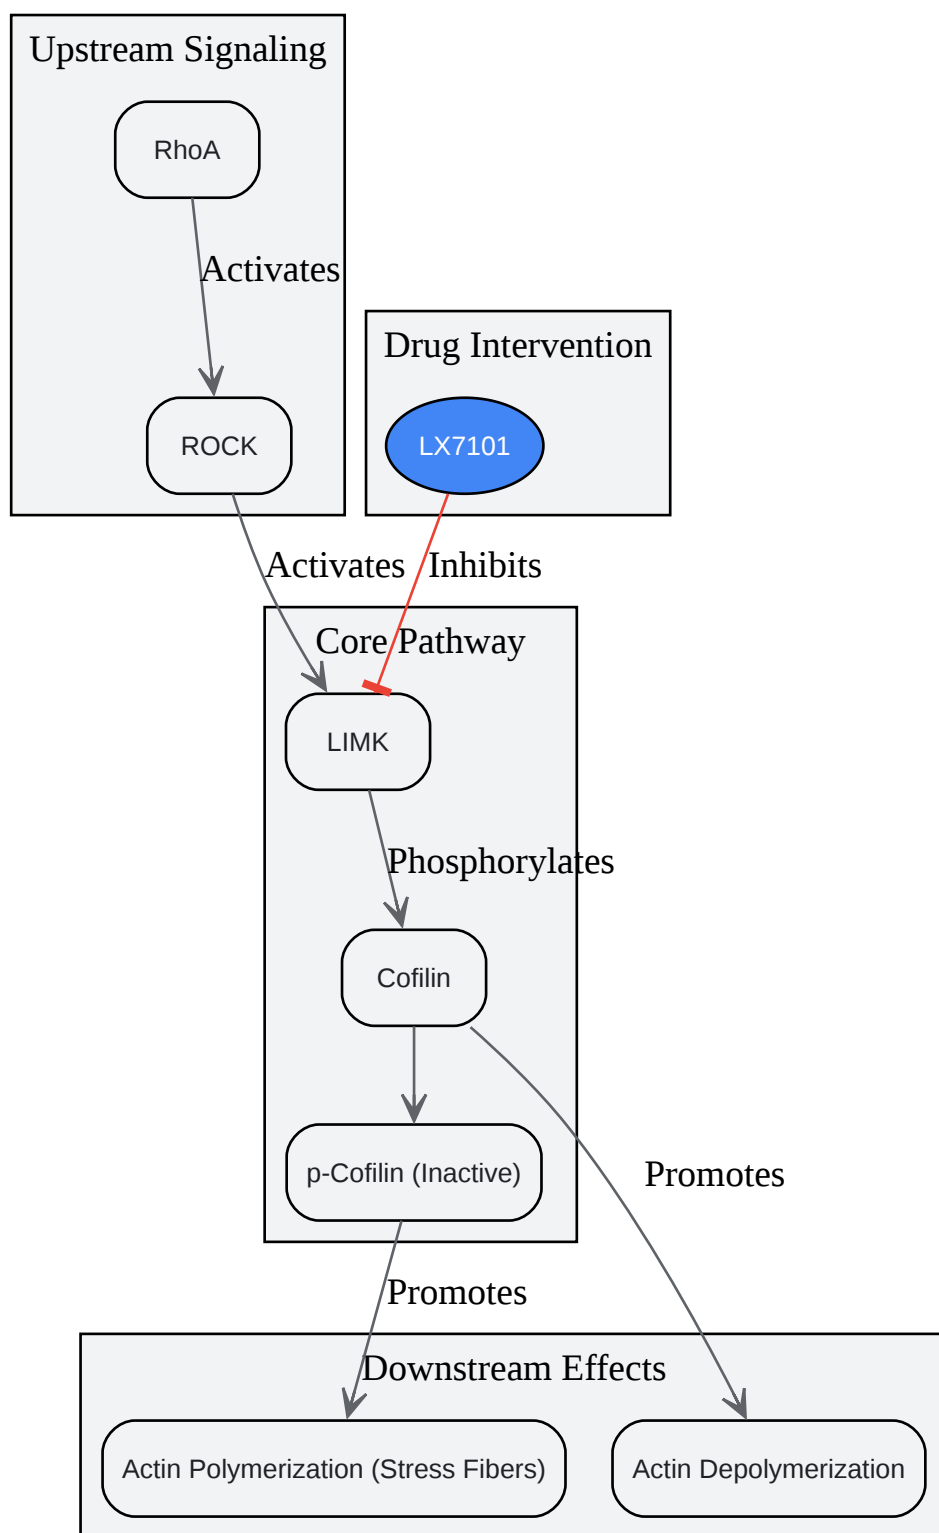 Upstream Signaling
RhoA
Activates
Drug Intervention
ROCK
LX7101
Activates
Inhibits
Core Pathway
LIMK
Phosphorylates
Cofilin
p-Cofilin (Inactive)
Promotes
Promotes
Downstream Effects
Actin Polymerization (Stress Fibers)
Actin Depolymerization